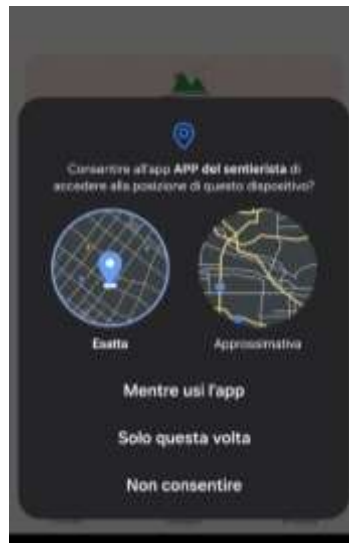 Consentire all'app APP del sentierista di
accedere alla posizione di questo dispositivo?
Esatta
Approssimativa
Mentre usi l'app
Solo questa volta
Non consentire